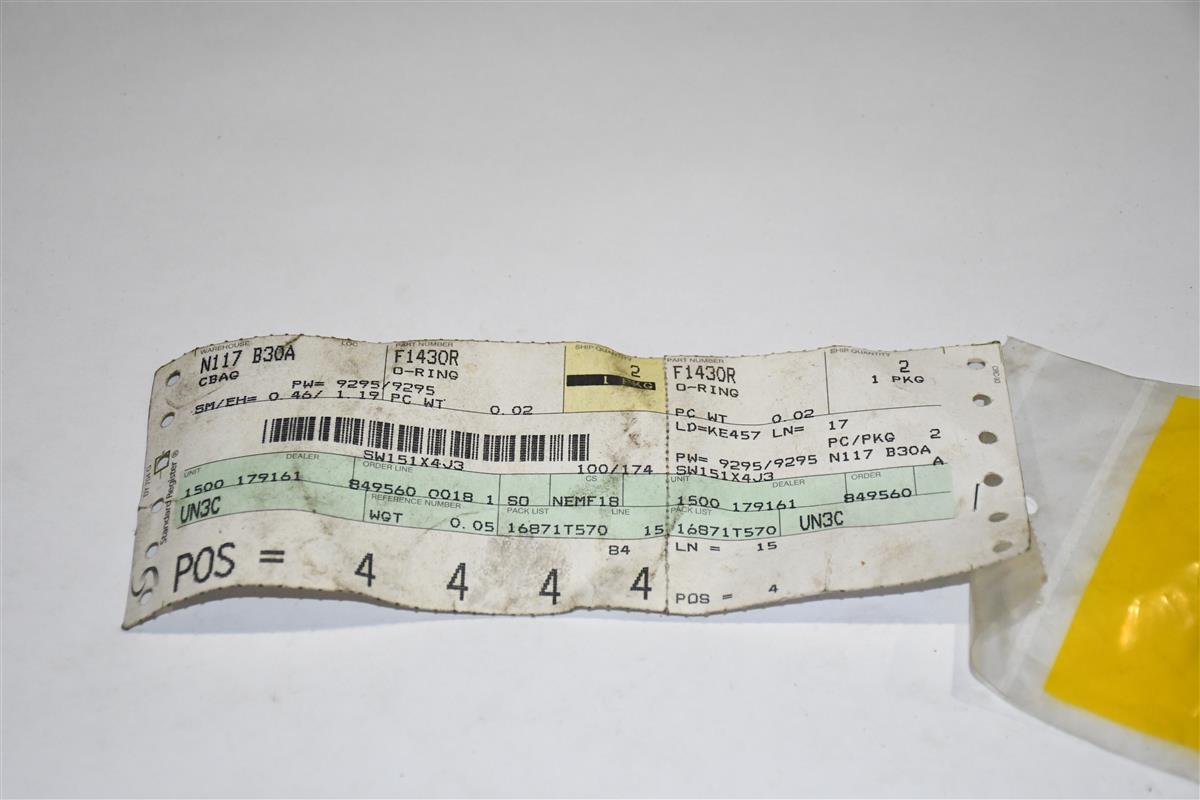 WAREHOUSE LOC PART NUMBER SHIP QUANTITY
N117 B30A F1430R 2
CBAG O-RING 1 PKG
PW= 9295/9295
SM/EH= 0.46/ 1.19 PC WT 0.02
SW151X4J3 100/174
UNIT DEALER ORDER LINE CS
1500 179161 849560 0018 1 SO NEMF18
REFERENCE NUMBER PACK LIST LINE
UN3C WGT 0.05 16871T570 15
84
POS = 4 4 4 4
Standard Register ®
PART NUMBER SHIP QUANTITY
F1430R 2
O-RING 1 PKG
PC WT 0.02
LD=KE457 LN= 17
PC/PKG 2
PW= 9295/9295 N117 B30A
SW151X4J3 A
UNIT DEALER ORDER
1500 179161 849560
PACK LIST
16871T570 UN3C
LN = 15
POS = 4